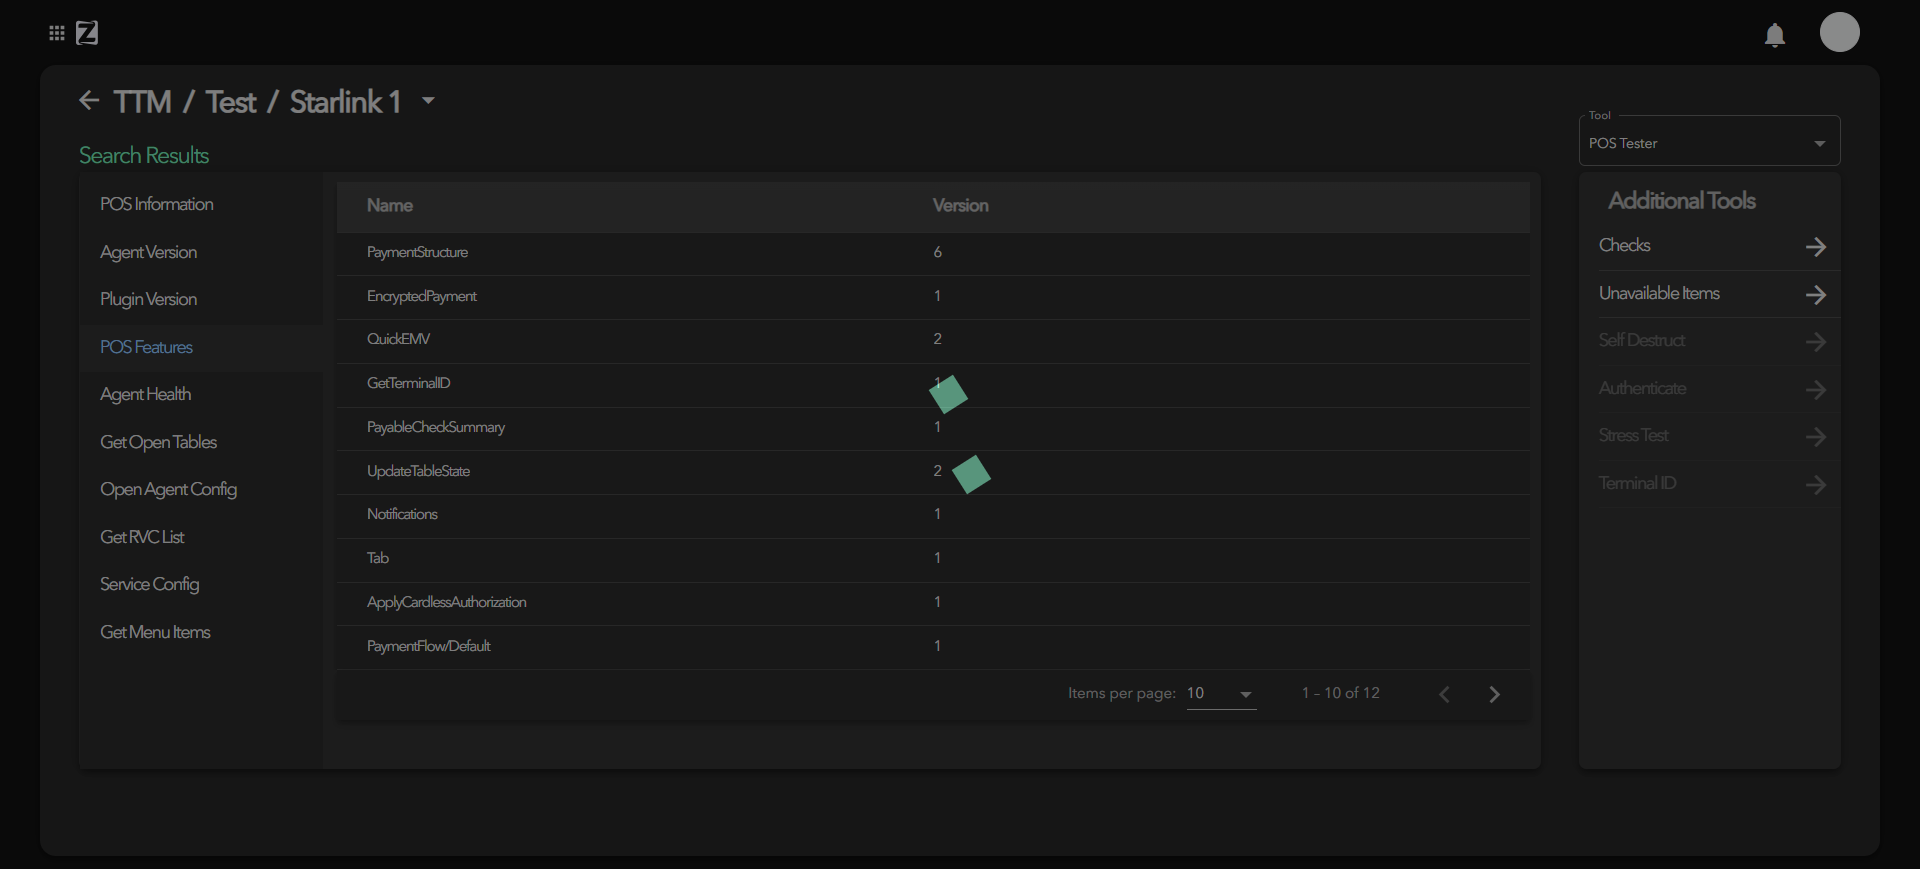 Z
TTM / Test / Starlink 1
Search Results
Tool
POS Tester
POS Information
Agent Version
Plugin Version
POS Features
Agent Health
Get Open Tables
Open Agent Config
Get RVC List
Service Config
Get Menu Items
Name Version
PaymentStructure 6
EncryptedPayment 1
QuickEMV 2
GetTerminalID 1
PayableCheckSummary 1
UpdateTableState 2
Notifications 1
Tab 1
ApplyCardlessAuthorization 1
PaymentFlow/Default 1
Items per page: 10 1 – 10 of 12
Additional Tools
Checks
Unavailable Items
Self Destruct
Authenticate
Stress Test
Terminal ID